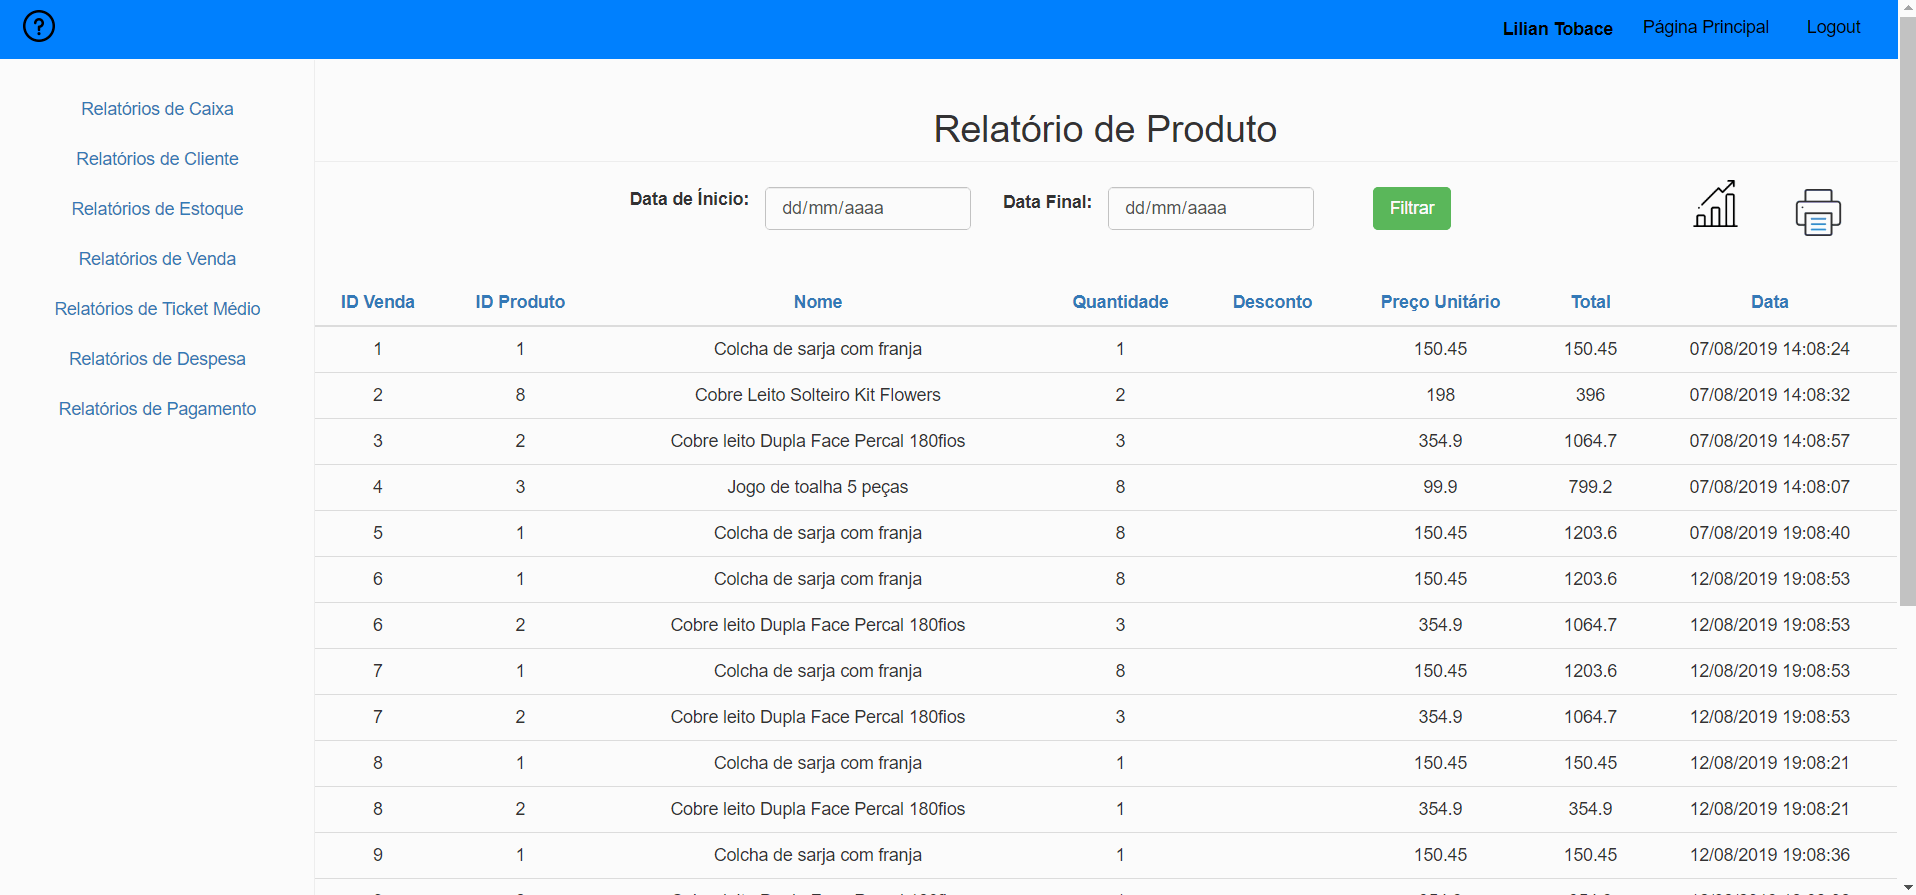 ?
Lilian Tobace Página Principal Logout
Relatórios de Caixa
Relatórios de Cliente
Relatórios de Estoque
Relatórios de Venda
Relatórios de Ticket Médio
Relatórios de Despesa
Relatórios de Pagamento
Relatório de Produto
Data de Ínicio: dd/mm/aaaa Data Final: dd/mm/aaaa Filtrar
ID Venda ID Produto Nome Quantidade Desconto Preço Unitário Total Data
1 1 Colcha de sarja com franja 1 150.45 150.45 07/08/2019 14:08:24
2 8 Cobre Leito Solteiro Kit Flowers 2 198 396 07/08/2019 14:08:32
3 2 Cobre leito Dupla Face Percal 180fios 3 354.9 1064.7 07/08/2019 14:08:57
4 3 Jogo de toalha 5 peças 8 99.9 799.2 07/08/2019 14:08:07
5 1 Colcha de sarja com franja 8 150.45 1203.6 07/08/2019 19:08:40
6 1 Colcha de sarja com franja 8 150.45 1203.6 12/08/2019 19:08:53
6 2 Cobre leito Dupla Face Percal 180fios 3 354.9 1064.7 12/08/2019 19:08:53
7 1 Colcha de sarja com franja 8 150.45 1203.6 12/08/2019 19:08:53
7 2 Cobre leito Dupla Face Percal 180fios 3 354.9 1064.7 12/08/2019 19:08:53
8 1 Colcha de sarja com franja 1 150.45 150.45 12/08/2019 19:08:21
8 2 Cobre leito Dupla Face Percal 180fios 1 354.9 354.9 12/08/2019 19:08:21
9 1 Colcha de sarja com franja 1 150.45 150.45 12/08/2019 19:08:36